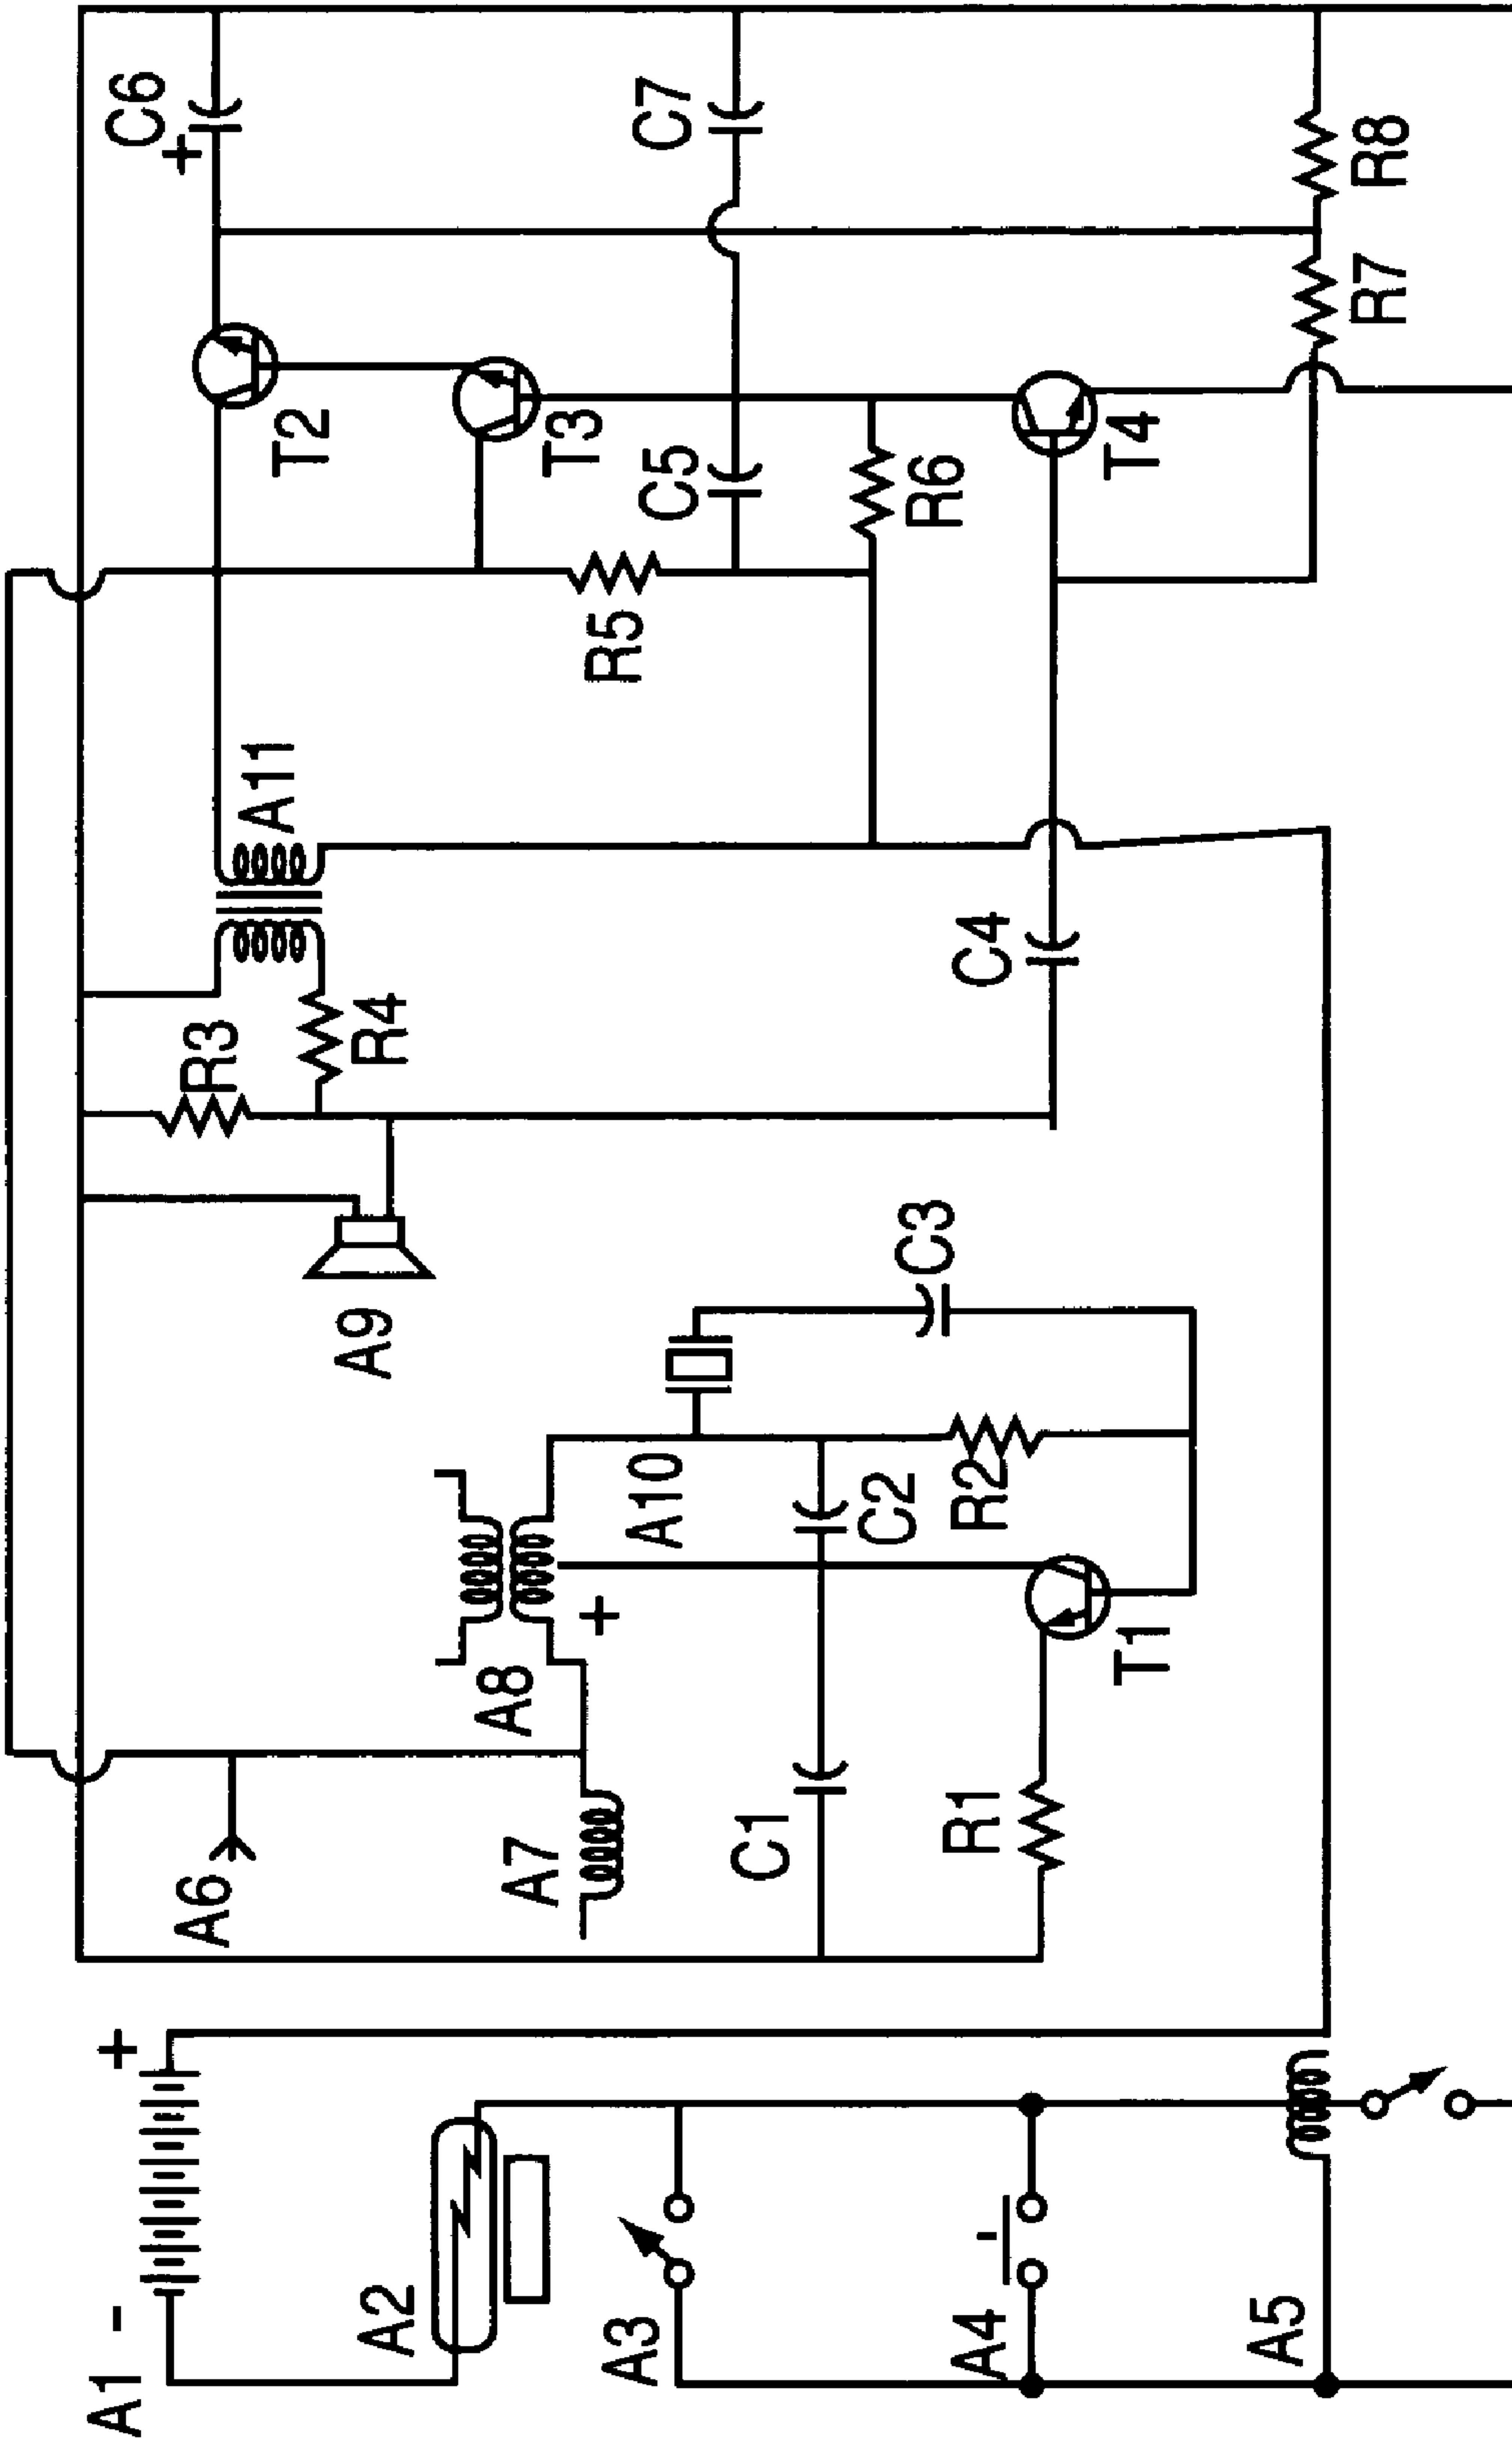 A1
-
+
A2
A3
A4
-
A5
A6
A7
A8
+
C1
R1
T1
A10
C2
R2
C3
A9
R3
R4
A11
C4
R5
C5
R6
T2
T3
T4
C6
+
C7
R7
R8